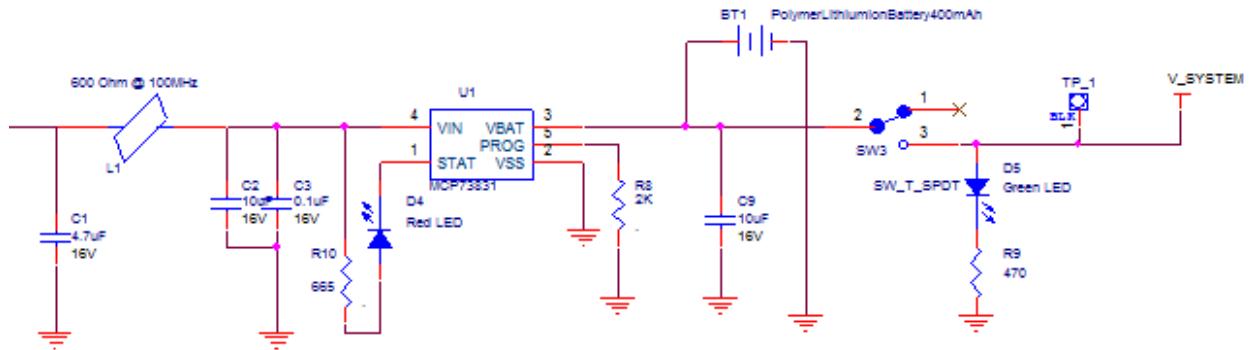 BT1 PolymerLithiumionBattery400mAh
600 Ohm @ 100MHz
L1
U1
4 VIN VBAT 3
PROG 5
1 STAT VSS 2
MCP73831
2 1
3
SW3
SW_T_SPDT
TP_1
BLK
1
V_SYSTEM
C1
4.7uF
16V
C2
10uF
16V
C3
0.1uF
16V
D4
Red LED
R10
665
R8
2K
C9
10uF
16V
D5
Green LED
R9
470